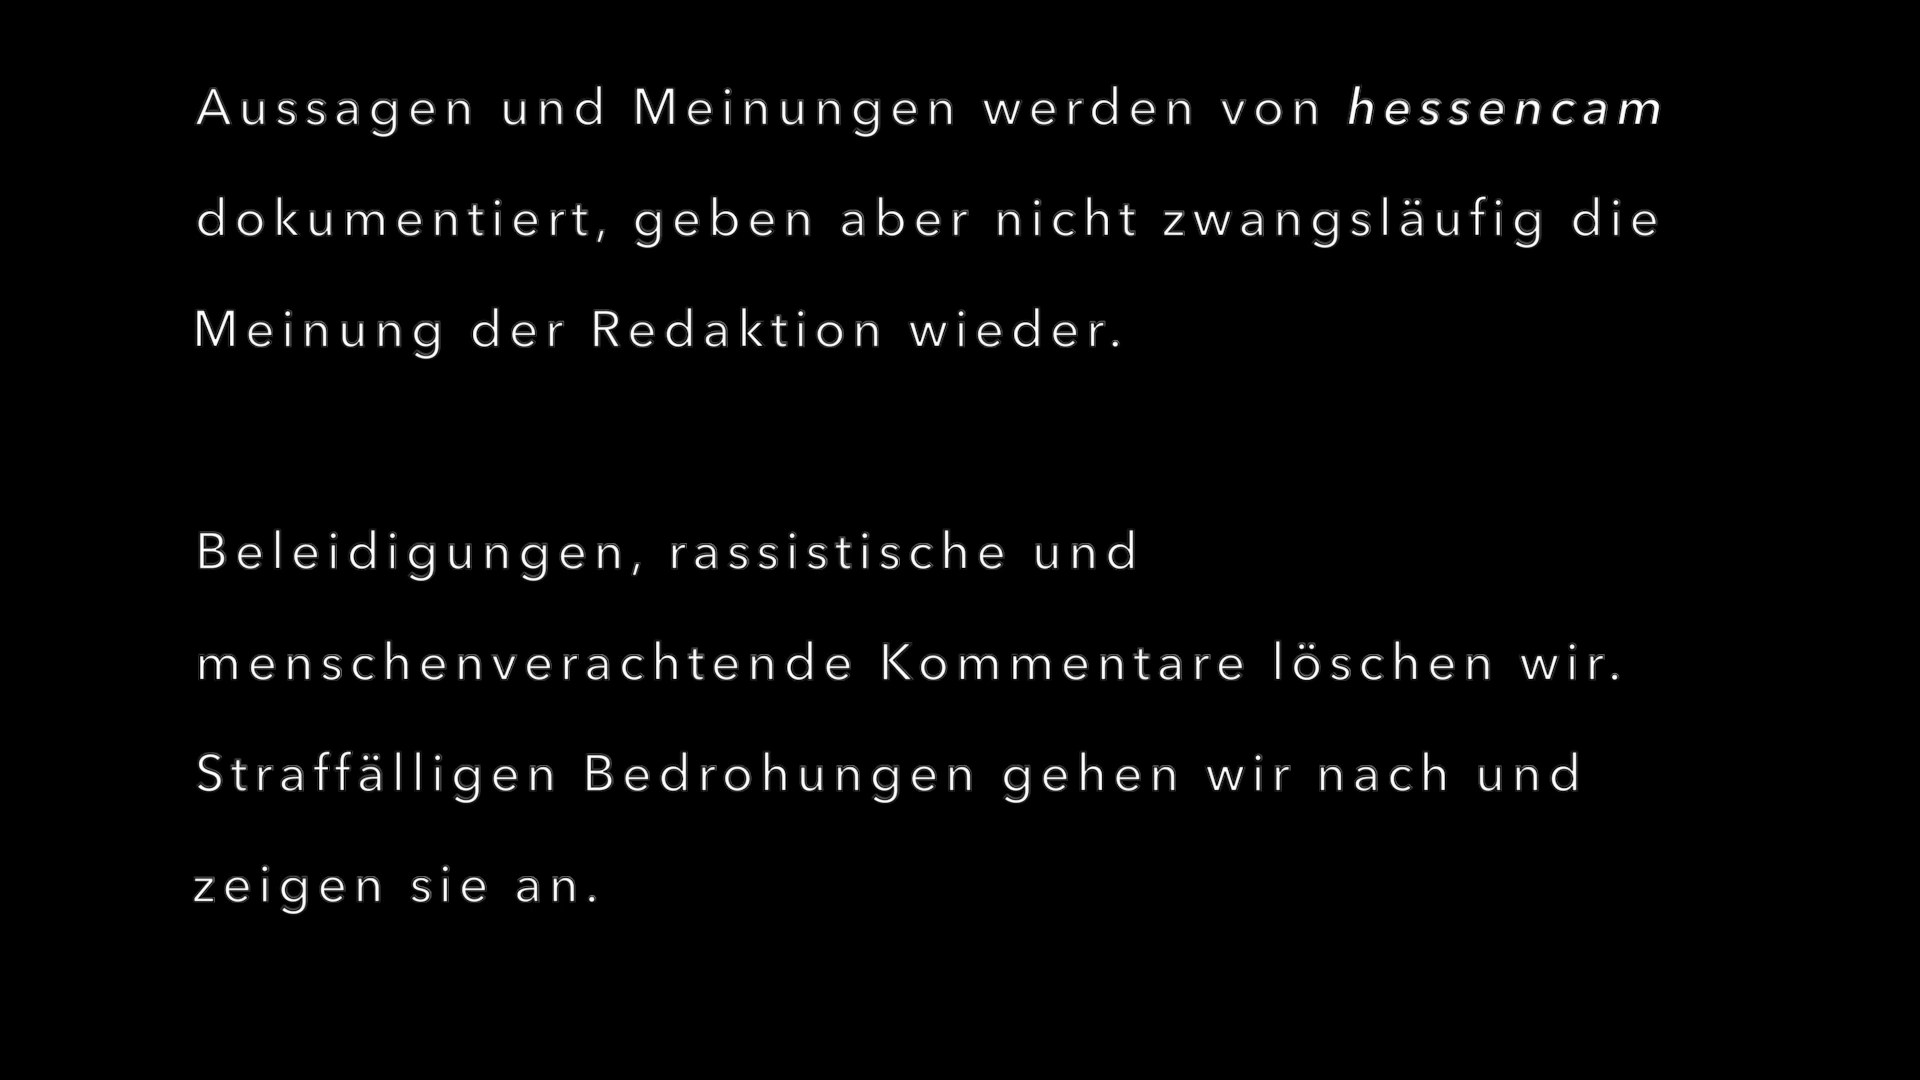 Aussagen und Meinungen werden von hessencam
dokumentiert, geben aber nicht zwangsläufig die
Meinung der Redaktion wieder.
Beleidigungen, rassistische und
menschenverachtende Kommentare löschen wir.
Straffälligen Bedrohungen gehen wir nach und
zeigen sie an.